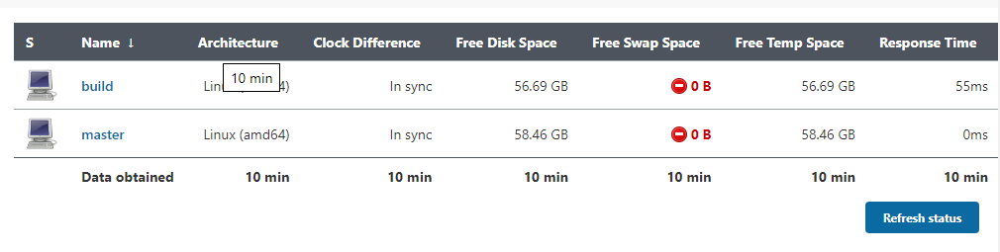 S Name ↓ Architecture Clock Difference Free Disk Space Free Swap Space Free Temp Space Response Time
10 min
build In sync 56.69 GB 0 B 56.69 GB 55ms
master Linux (amd64) In sync 58.46 GB 0 B 58.46 GB 0ms
Data obtained 10 min 10 min 10 min 10 min 10 min 10 min
Refresh status